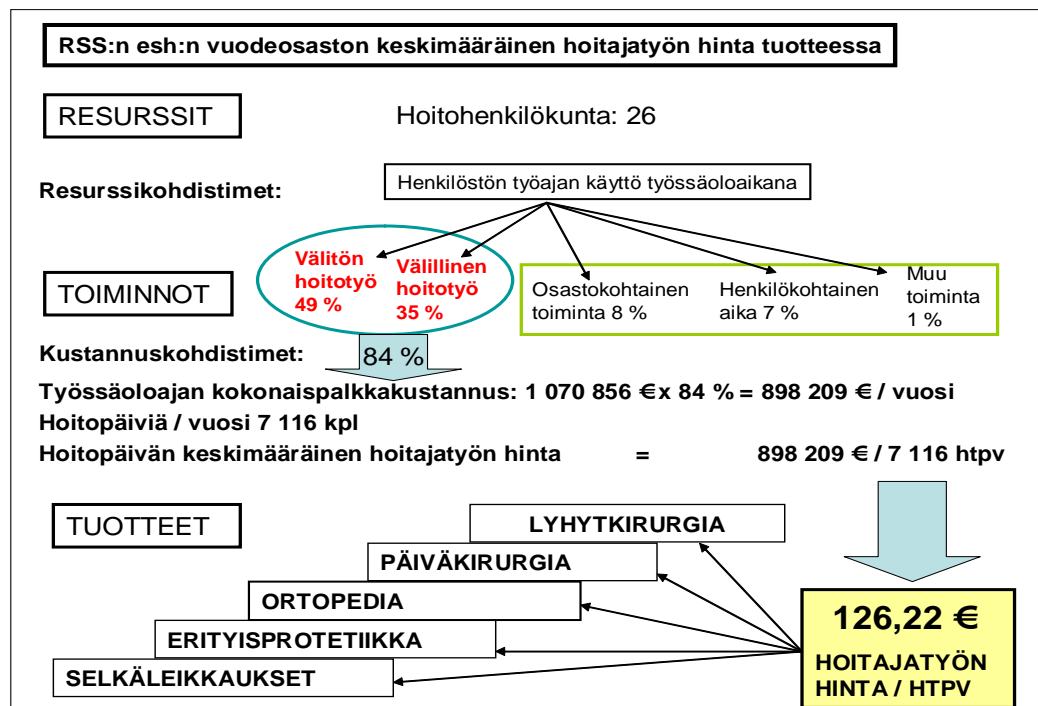 RSS:n esh:n vuodeosaston keskimääräinen hoitajatyön hinta tuotteessa
RESURSSIT
Hoitohenkilökunta: 26
Resurssikohdistimet:
Henkilöstön työajan käyttö työssäoloaikana
TOIMINNOT
Välitön
hoitotyö
49 %
Välillinen
hoitotyö
35 %
Osastokohtainen
toiminta 8 %
Henkilökohtainen
aika 7 %
Muu
toiminta
1 %
Kustannuskohdistimet:
84 %
Työssäoloajan kokonaispalkkakustannus: 1 070 856 € x 84 % = 898 209 € / vuosi
Hoitopäiviä / vuosi 7 116 kpl
Hoitopäivän keskimääräinen hoitajatyön hinta = 898 209 € / 7 116 htpv
TUOTTEET
LYHYTKIRURGIA
PÄIVÄKIRURGIA
ORTOPEDIA
ERITYISPROTETIIKKA
SELKÄLEIKKAUKSET
126,22 €
HOITAJATYÖN
HINTA / HTPV